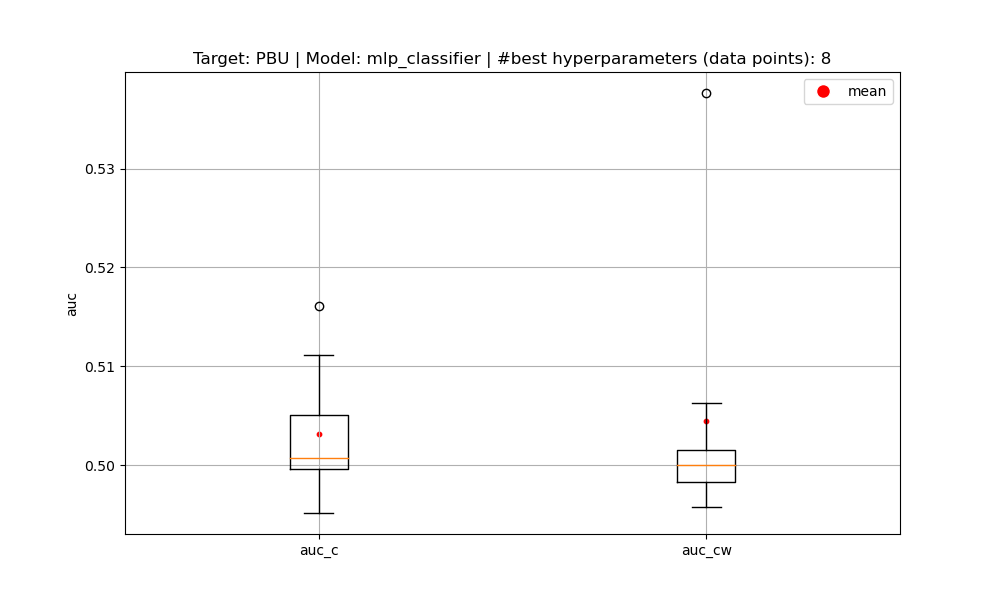 Target: PBU | Model: mlp_classifier | #best hyperparameters (data points): 8
mean
0.53
0.52
auc
0.51
0.50
auc_c
auc_cw